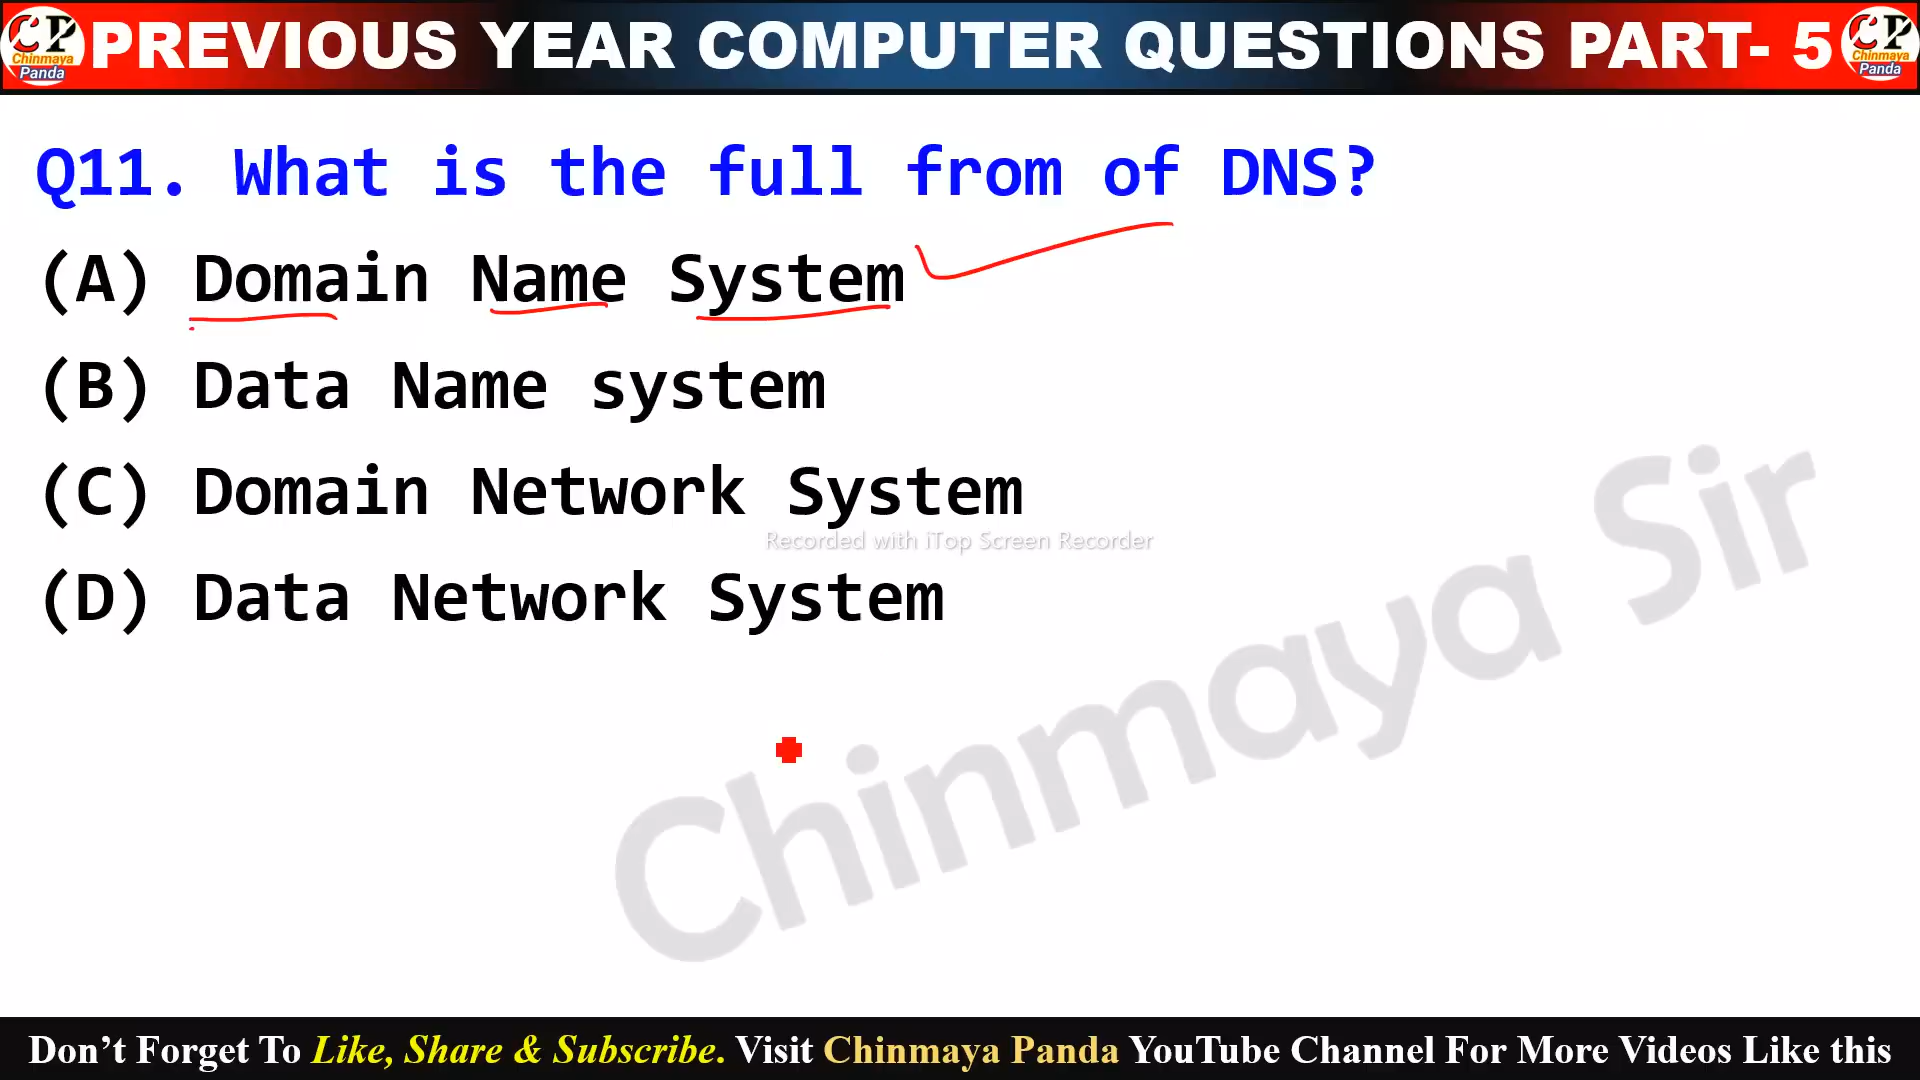 CP Chinmaya Panda PREVIOUS YEAR COMPUTER QUESTIONS PART- 5 CP Chinmaya Panda
Q11. What is the full from of DNS?
(A) Domain Name System
(B) Data Name system
(C) Domain Network System
Recorded with iTop Screen Recorder
(D) Data Network System
Chinmaya Sir
Don’t Forget To Like, Share & Subscribe. Visit Chinmaya Panda YouTube Channel For More Videos Like this